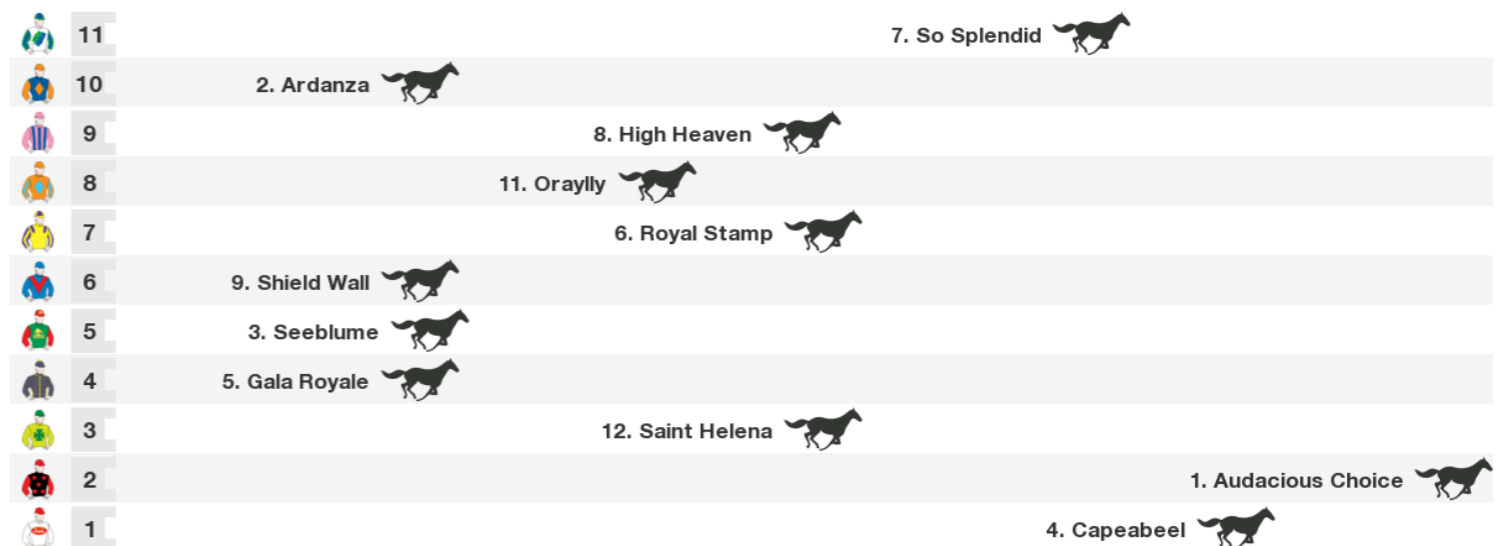 11 7. So Splendid
10 2. Ardanza
9 8. High Heaven
8 11. Oraylly
7 6. Royal Stamp
6 9. Shield Wall
5 3. Seeblume
4 5. Gala Royale
3 12. Saint Helena
2 1. Audacious Choice
1 4. Capeabeel